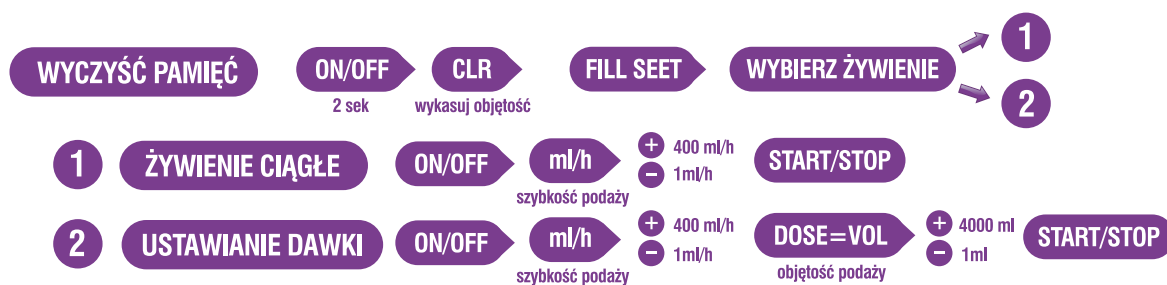 WYCZYŚĆ PAMIĘĆ ON/OFF CLR FILL SEET WYBIERZ ŻYWIENIE 1
2 sek wykasuj objętość 2
1 ŻYWIENIE CIĄGŁE ON/OFF ml/h + 400 ml/h START/STOP
− 1ml/h
szybkość podaży
2 USTAWIANIE DAWKI ON/OFF ml/h + 400 ml/h DOSE=VOL + 4000 ml START/STOP
− 1ml/h − 1ml
szybkość podaży objętość podaży